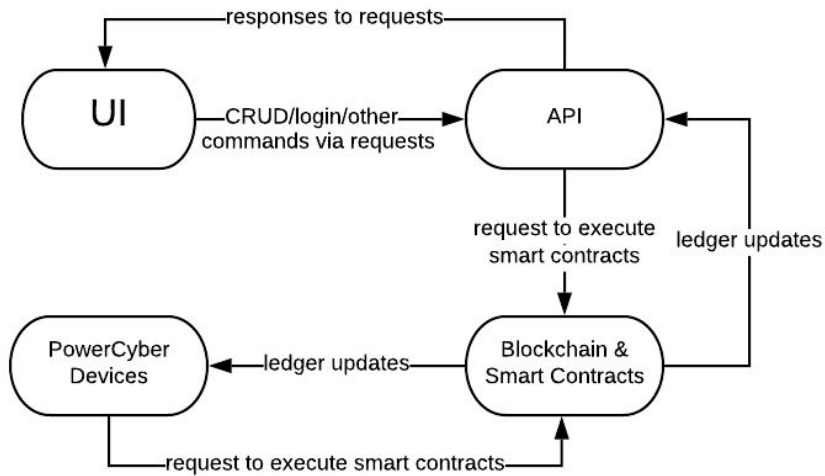 responses to requests
UI
CRUD/login/other
commands via requests
API
request to execute
smart contracts
ledger updates
PowerCyber
Devices
ledger updates
Blockchain &
Smart Contracts
request to execute smart contracts